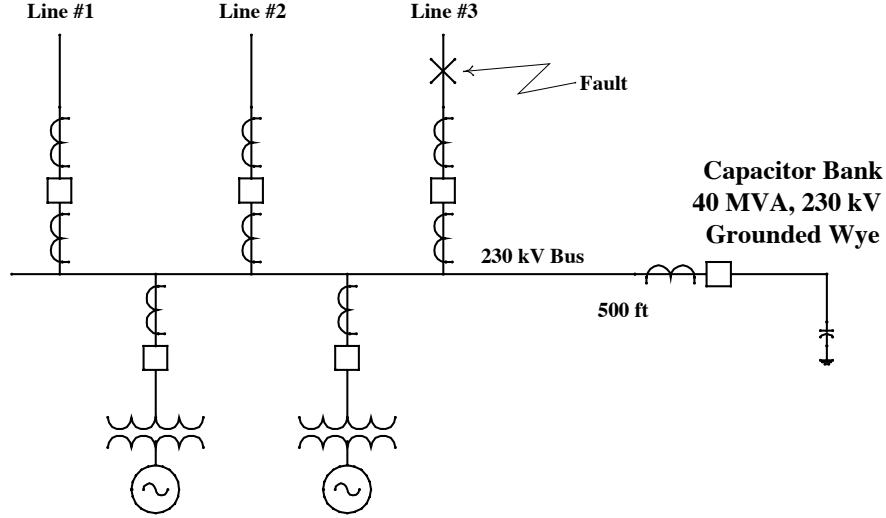 Line #1
Line #2
Line #3
Fault
Capacitor Bank
40 MVA, 230 kV
Grounded Wye
230 kV Bus
500 ft